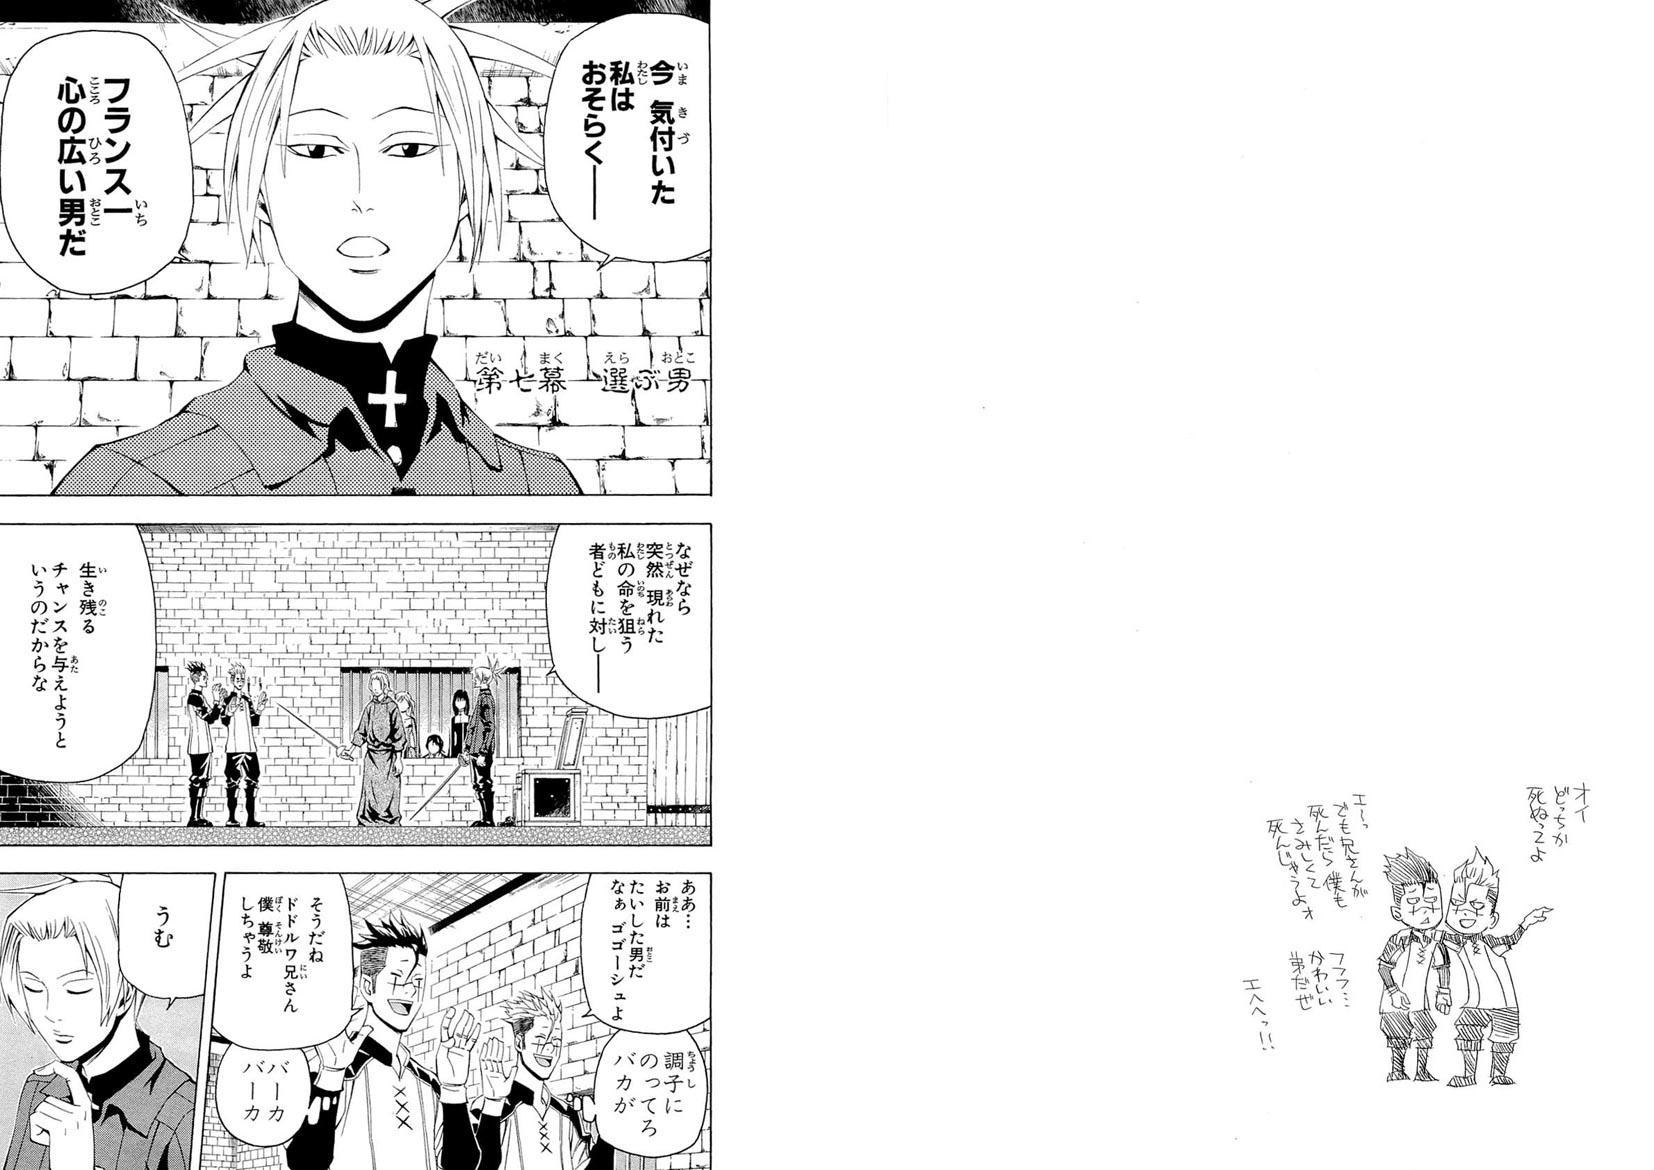 オイ
どっちか
死ぬってよ
エーっ
でも兄さんが
死んだら僕も
さみしくて
死んじゃうよォ
フフフ…
かわいい
弟だぜ
エヘヘっ!!
今 気付いた
私は
おそらく――
フランス一
心の広い男だ
第七幕 選ぶ男
なぜなら
突然 現れた
私の命を狙う
者どもに対し――
生き残る
チャンスを与えようと
いうのだからな
ああ…
お前は
たいした男だ
なぁ ゴゴーシュよ
調子に
のってろ
バカが
そうだね
ドドルワ兄さん
僕 尊敬
しちゃうよ
バーカ
バーカ
うむ